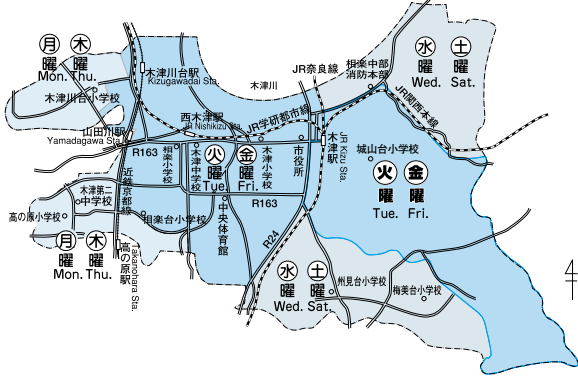 月 木
曜 曜
Mon. Thu.
水 土
曜 曜
Wed. Sat.
木津川台駅
Kizugawadai Sta.
木津川
JR奈良線
相楽中部
消防本部
木津川台小学校
西木津駅
JR Nishikizu Sta.
JR学研都市線
JR関西本線
山田川駅
Yamadagawa Sta.
R163
相楽小学校
木津中学校
火 金
曜 曜
Tue. Fri.
木津小学校
市役所
木津駅
JR Kizu Sta.
城山台小学校
火 金
曜 曜
Tue. Fri.
近鉄京都線
木津第二
中学校
高の原小学校
相楽台小学校
中央体育館
R163
R24
月 木
曜 曜
Mon. Thu.
高の原駅
Takanohara Sta.
水 土
曜 曜
Wed. Sat.
州見台小学校
梅美台小学校
4